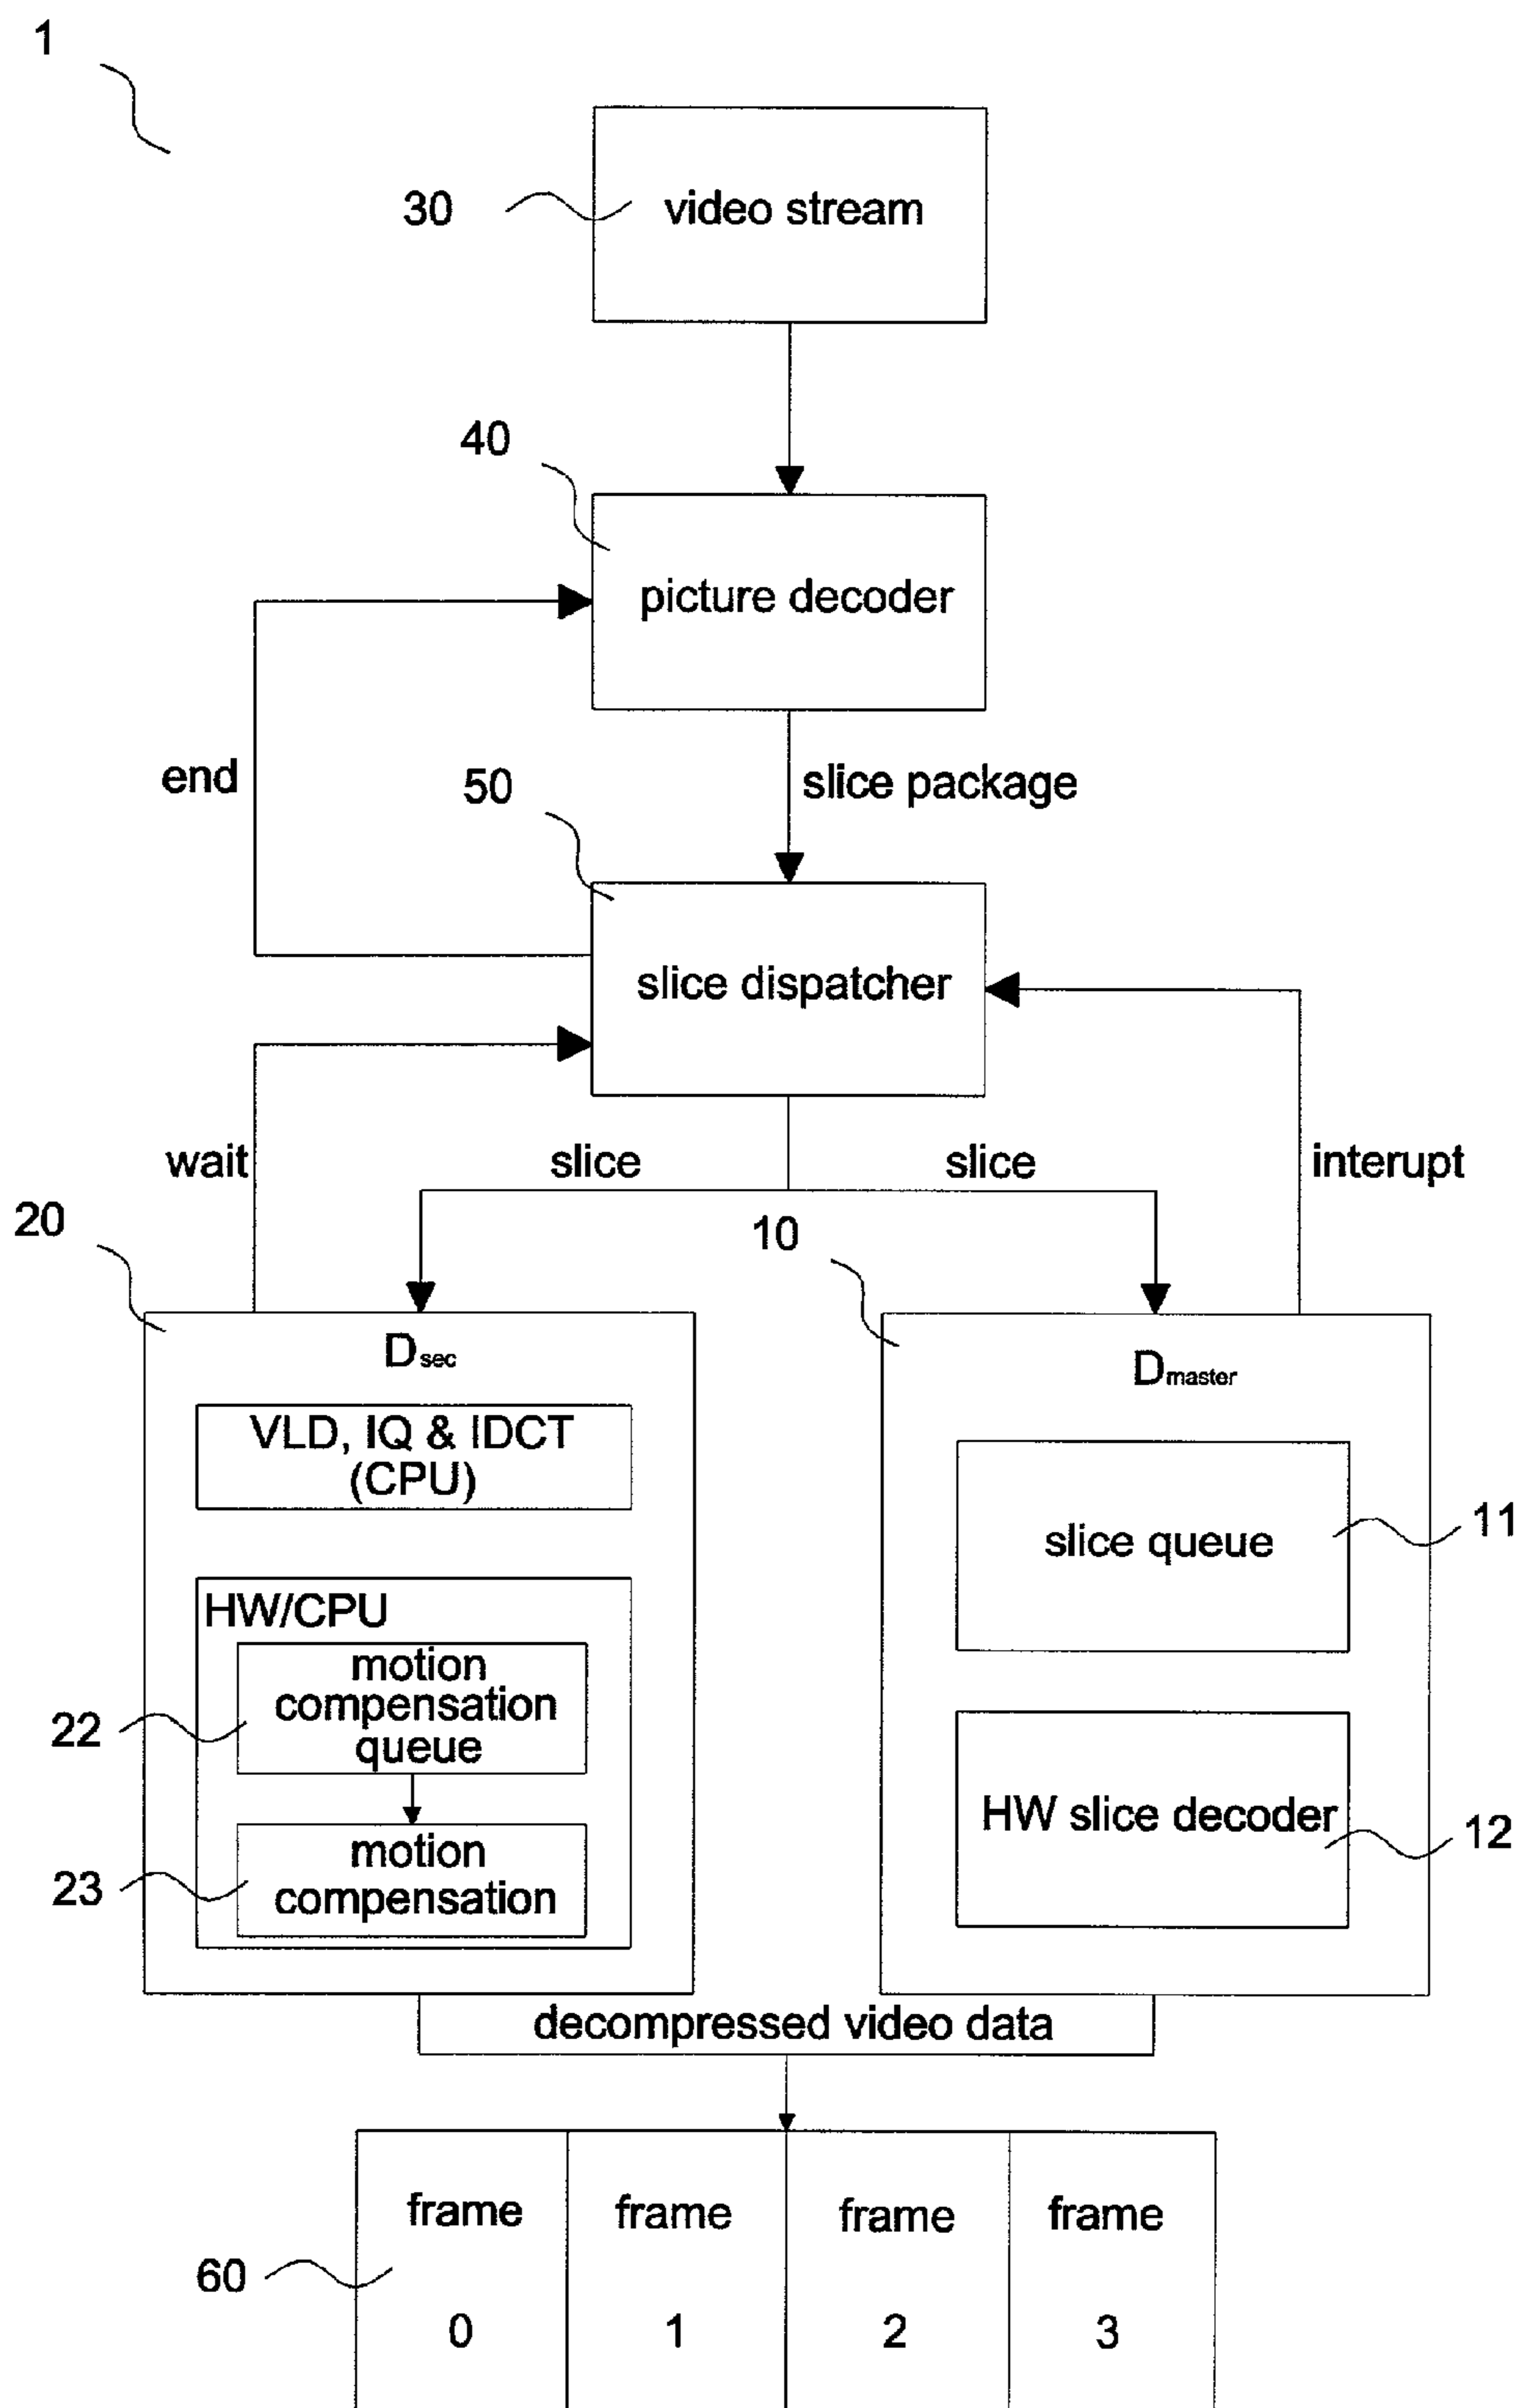 1
30
video stream
40
picture decoder
end
50
slice package
slice dispatcher
wait
slice
slice
interupt
20
10
Dsec
VLD, IQ & IDCT
(CPU)
HW/CPU
motion
compensation
queue
22
motion
compensation
23
Dmaster
slice queue
11
HW slice decoder
12
decompressed video data
frame
frame
frame
frame
60
0
1
2
3